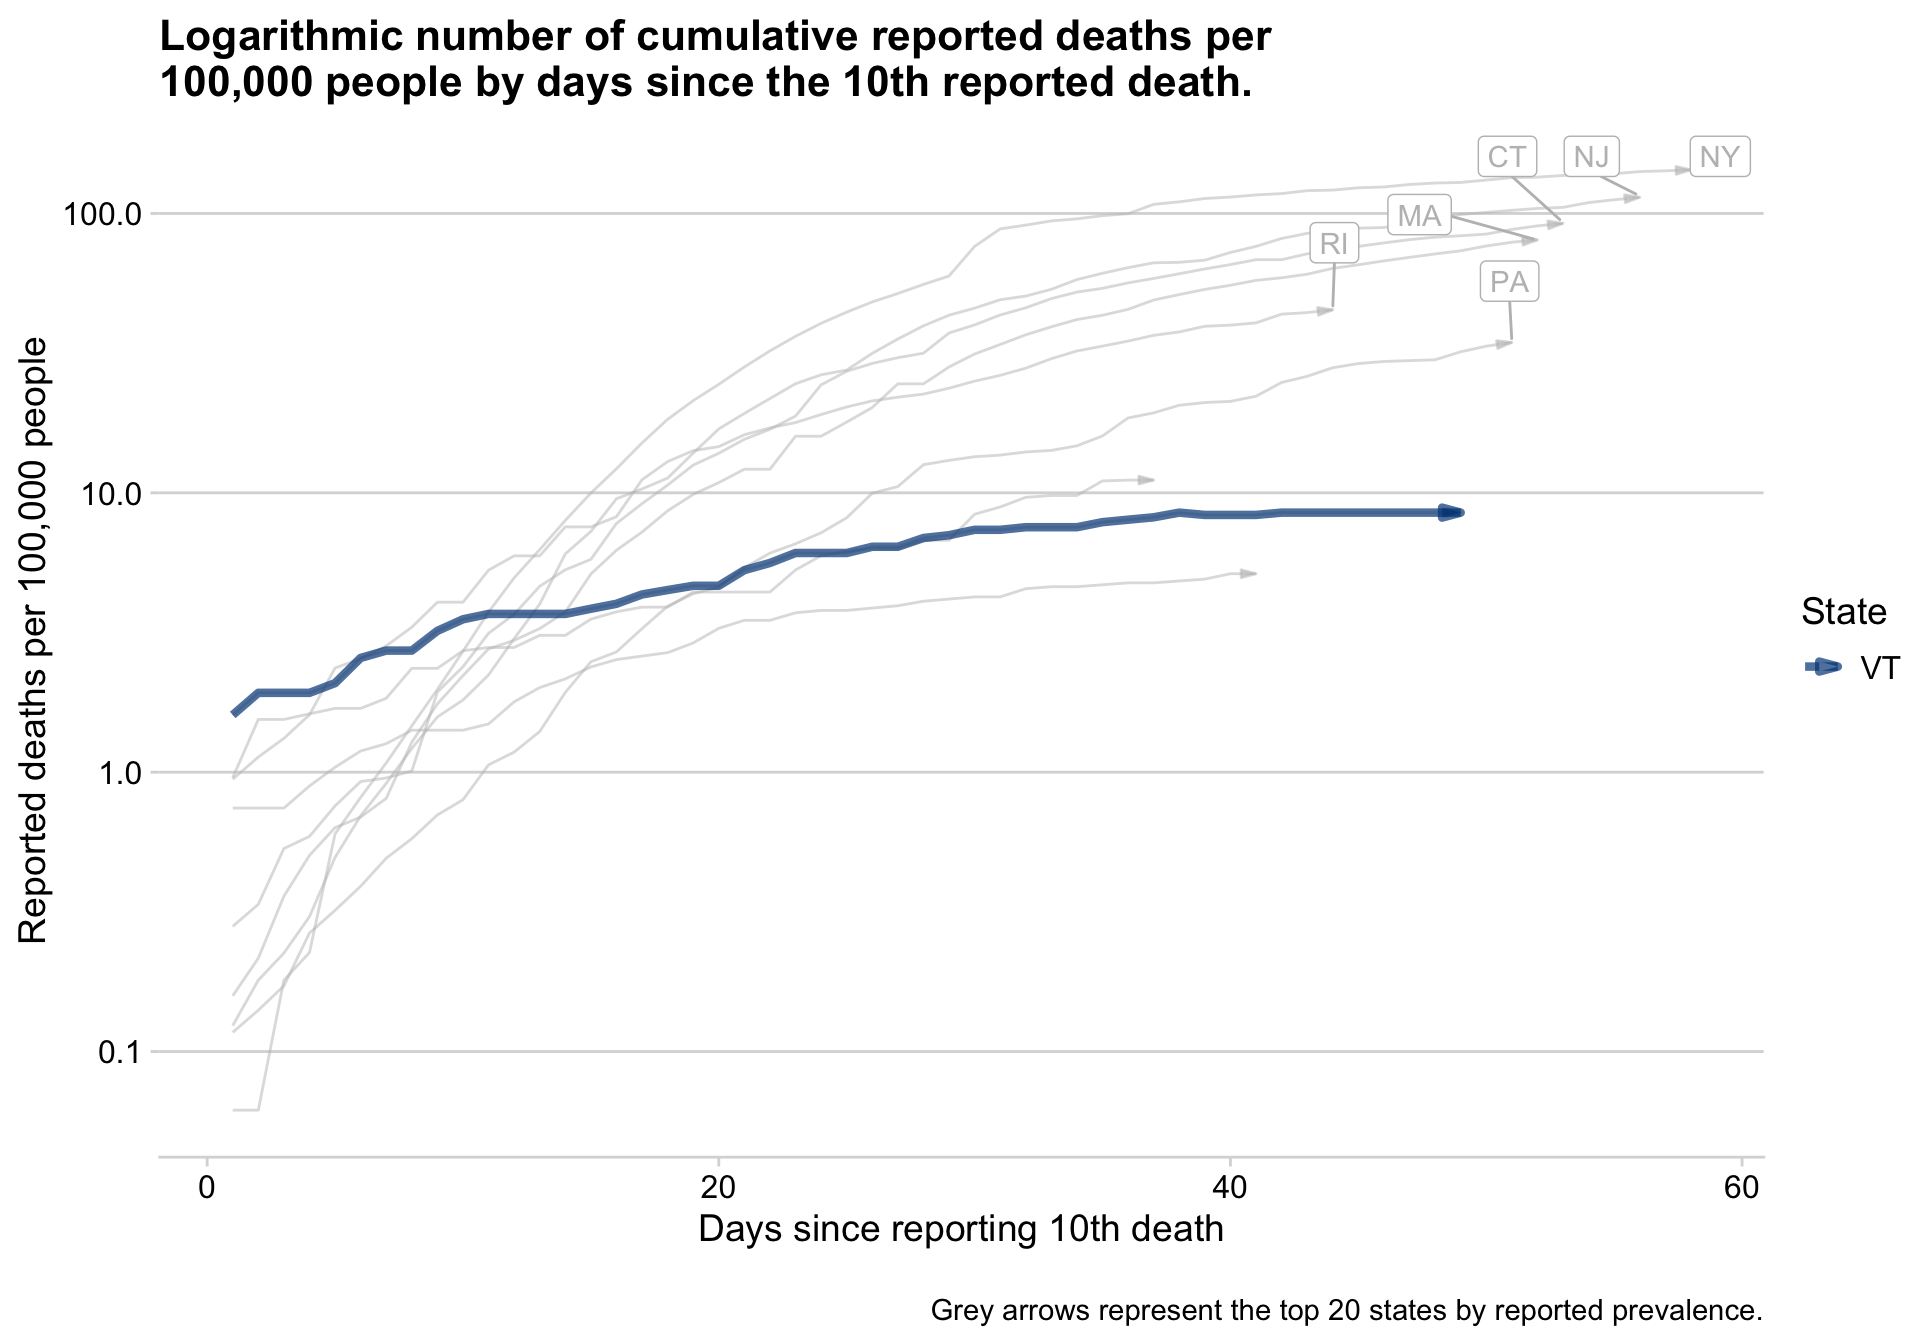 Logarithmic number of cumulative reported deaths per
100,000 people by days since the 10th reported death.
CT
NJ
NY
100.0
MA
RI
PA
10.0
1.0
0.1
Reported deaths per 100,000 people
State
VT
0
20
40
60
Days since reporting 10th death
Grey arrows represent the top 20 states by reported prevalence.